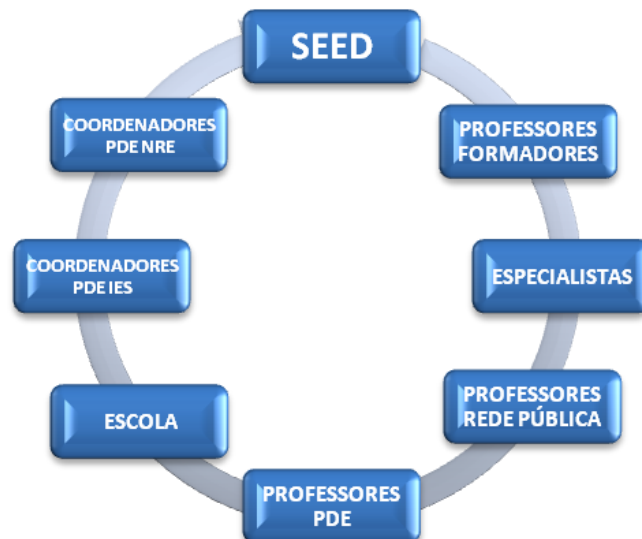 SEED
PROFESSORES
FORMADORES
ESPECIALISTAS
PROFESSORES
REDE PÚBLICA
PROFESSORES
PDE
ESCOLA
COORDENADORES
PDE IES
COORDENADORES
PDE NRE